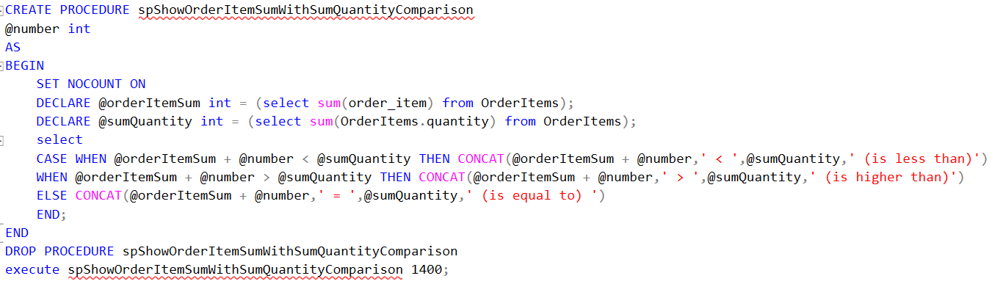 CREATE PROCEDURE spShowOrderItemSumWithSumQuantityComparison
@number int
AS
BEGIN
    SET NOCOUNT ON
    DECLARE @orderItemSum int = (select sum(order_item) from OrderItems);
    DECLARE @sumQuantity int = (select sum(OrderItems.quantity) from OrderItems);
    select
    CASE WHEN @orderItemSum + @number < @sumQuantity THEN CONCAT(@orderItemSum + @number,' < ',@sumQuantity,' (is less than)')
    WHEN @orderItemSum + @number > @sumQuantity THEN CONCAT(@orderItemSum + @number,' > ',@sumQuantity,' (is higher than)')
    ELSE CONCAT(@orderItemSum + @number,' = ',@sumQuantity,' (is equal to) ')
    END;
END
DROP PROCEDURE spShowOrderItemSumWithSumQuantityComparison
execute spShowOrderItemSumWithSumQuantityComparison 1400;